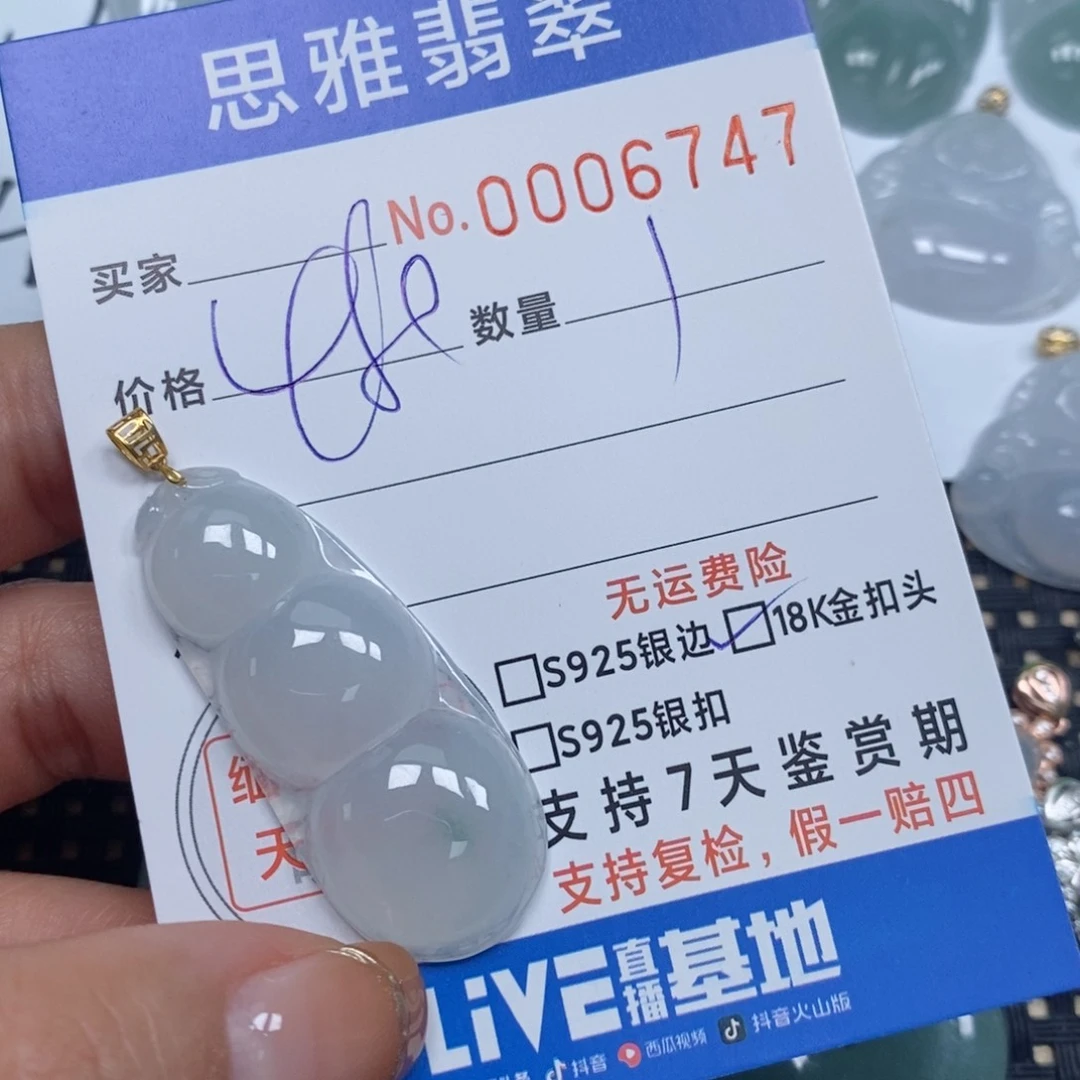 思雅翡翠
No.0006747
买家
价格 数量 1
无运费险
S925银边 18K金扣头
S925银扣
支持7天鉴赏期
支持复检，假一赔四
天
LiVE直播基地
抖音 西瓜视频 抖音火山版